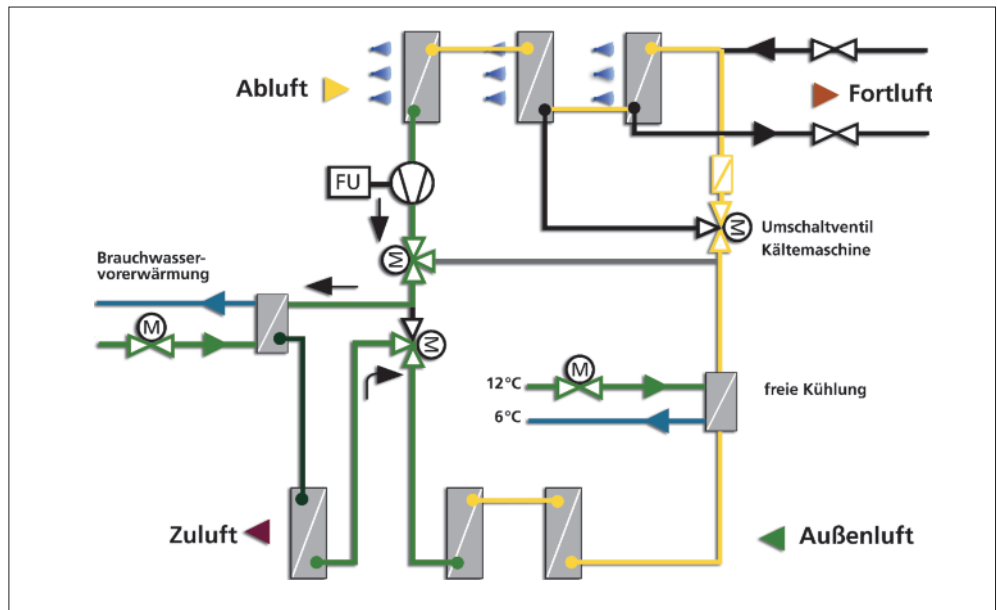 Abluft
Fortluft
FU
Umschaltventil
Kältemaschine
M
M
Brauchwasser-
vorerwärmung
M
M
M
12°C
6°C
freie Kühlung
Zuluft
Außenluft